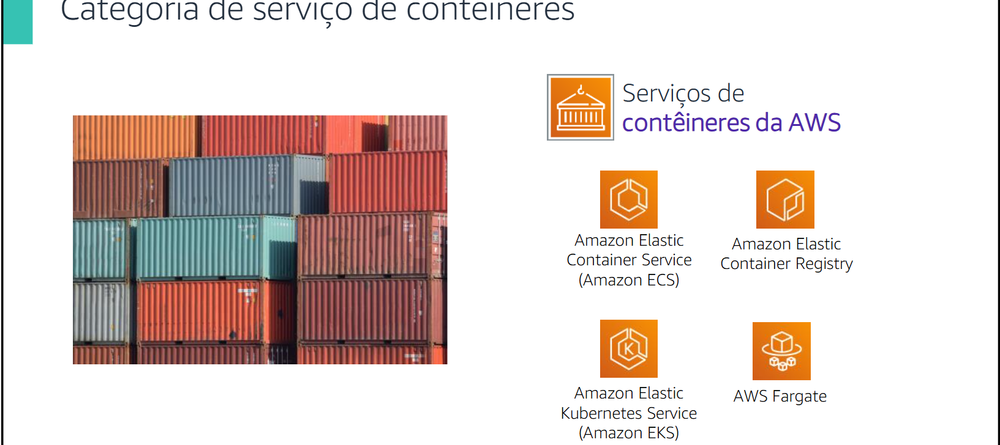 Categoria de serviço de contêineres
Serviços de
contêineres da AWS
Amazon Elastic
Container Service
(Amazon ECS)
Amazon Elastic
Container Registry
Amazon Elastic
Kubernetes Service
(Amazon EKS)
AWS Fargate